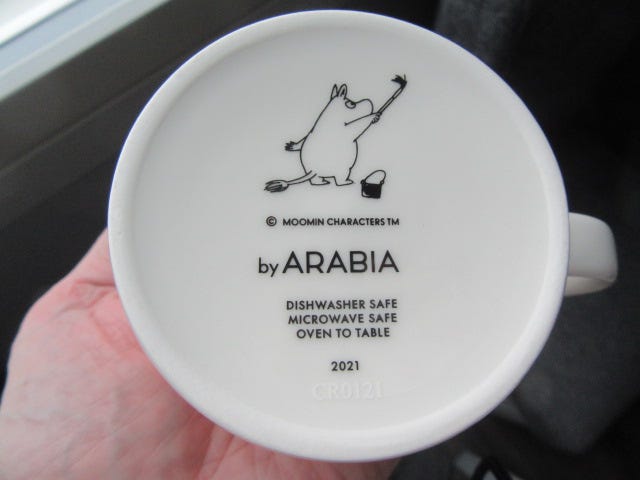 © MOOMIN CHARACTERS TM
by ARABIA
DISHWASHER SAFE
MICROWAVE SAFE
OVEN TO TABLE
2021
CR0121